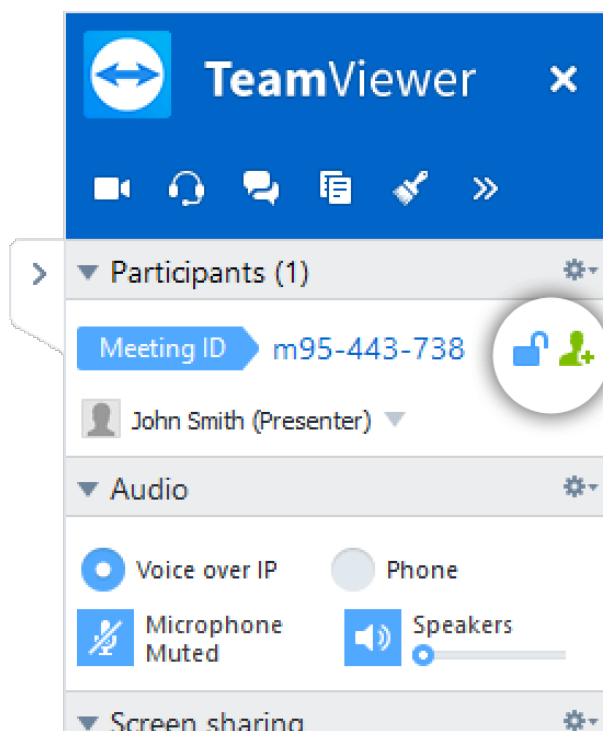 TeamViewer
Participants (1)
Meeting ID m95-443-738
John Smith (Presenter)
Audio
Voice over IP Phone
Microphone Muted
Speakers
Screen sharing